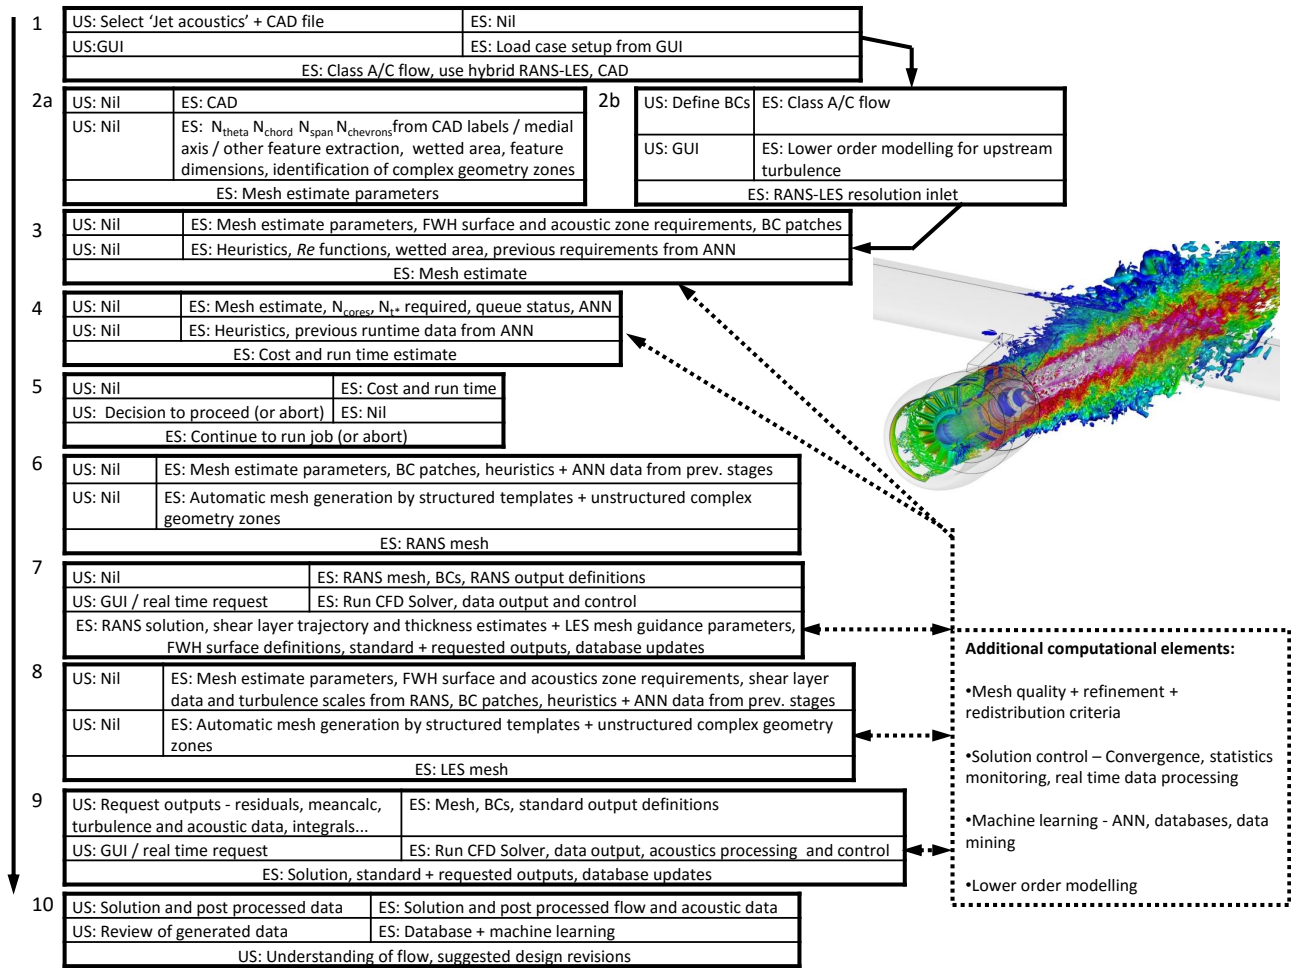 1
US: Select ‘Jet acoustics’ + CAD file
ES: Nil
US:GUI
ES: Load case setup from GUI
ES: Class A/C flow, use hybrid RANS-LES, CAD
2a
US: Nil
ES: CAD
US: Nil
ES: Ntheta Nchord Nspan Nchevronsfrom CAD labels / medial
axis / other feature extraction, wetted area, feature
dimensions, identification of complex geometry zones
ES: Mesh estimate parameters
2b
US: Define BCs
ES: Class A/C flow
US: GUI
ES: Lower order modelling for upstream
turbulence
ES: RANS-LES resolution inlet
3
US: Nil
ES: Mesh estimate parameters, FWH surface and acoustic zone requirements, BC patches
US: Nil
ES: Heuristics, Re functions, wetted area, previous requirements from ANN
ES: Mesh estimate
4
US: Nil
ES: Mesh estimate, Ncores, Nt* required, queue status, ANN
US: Nil
ES: Heuristics, previous runtime data from ANN
ES: Cost and run time estimate
5
US: Nil
ES: Cost and run time
US: Decision to proceed (or abort)
ES: Nil
ES: Continue to run job (or abort)
6
US: Nil
ES: Mesh estimate parameters, BC patches, heuristics + ANN data from prev. stages
US: Nil
ES: Automatic mesh generation by structured templates + unstructured complex
geometry zones
ES: RANS mesh
7
US: Nil
ES: RANS mesh, BCs, RANS output definitions
US: GUI / real time request
ES: Run CFD Solver, data output and control
ES: RANS solution, shear layer trajectory and thickness estimates + LES mesh guidance parameters,
FWH surface definitions, standard + requested outputs, database updates
8
US: Nil
ES: Mesh estimate parameters, FWH surface and acoustics zone requirements, shear layer
data and turbulence scales from RANS, BC patches, heuristics + ANN data from prev. stages
US: Nil
ES: Automatic mesh generation by structured templates + unstructured complex geometry
zones
ES: LES mesh
9
US: Request outputs - residuals, meancalc,
turbulence and acoustic data, integrals...
ES: Mesh, BCs, standard output definitions
US: GUI / real time request
ES: Run CFD Solver, data output, acoustics processing and control
ES: Solution, standard + requested outputs, database updates
10
US: Solution and post processed data
ES: Solution and post processed flow and acoustic data
US: Review of generated data
ES: Database + machine learning
US: Understanding of flow, suggested design revisions
Additional computational elements:
•Mesh quality + refinement +
redistribution criteria
•Solution control – Convergence, statistics
monitoring, real time data processing
•Machine learning - ANN, databases, data
mining
•Lower order modelling